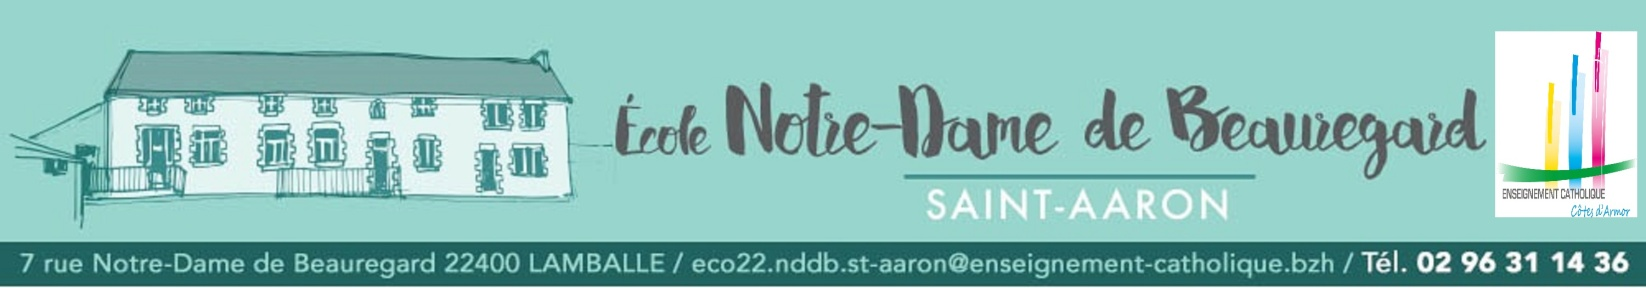 École Notre-Dame de Beauregard
SAINT-AARON
ENSEIGNEMENT CATHOLIQUE
Côtes d'Armor
7 rue Notre-Dame de Beauregard 22400 LAMBALLE / eco22.nddb.st-aaron@enseignement-catholique.bzh / Tél. 02 96 31 14 36